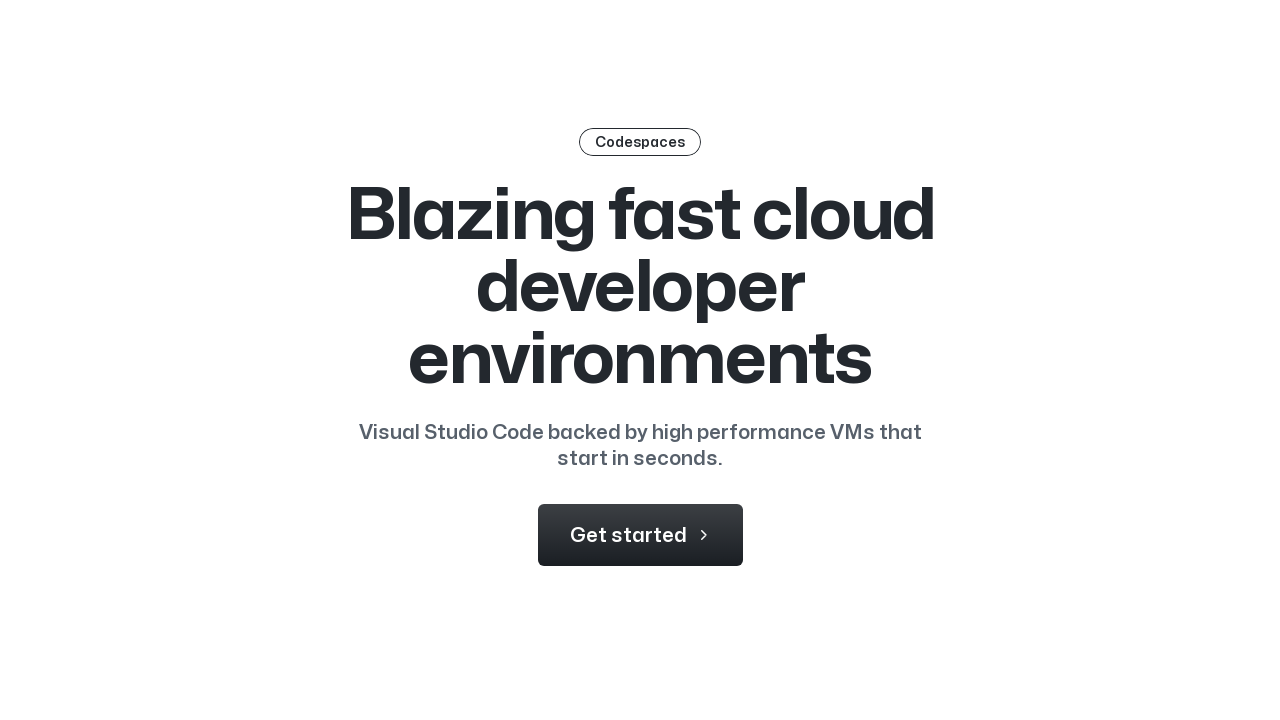 Codespaces
Blazing fast cloud
developer
environments
Visual Studio Code backed by high performance VMs that
start in seconds.
Get started